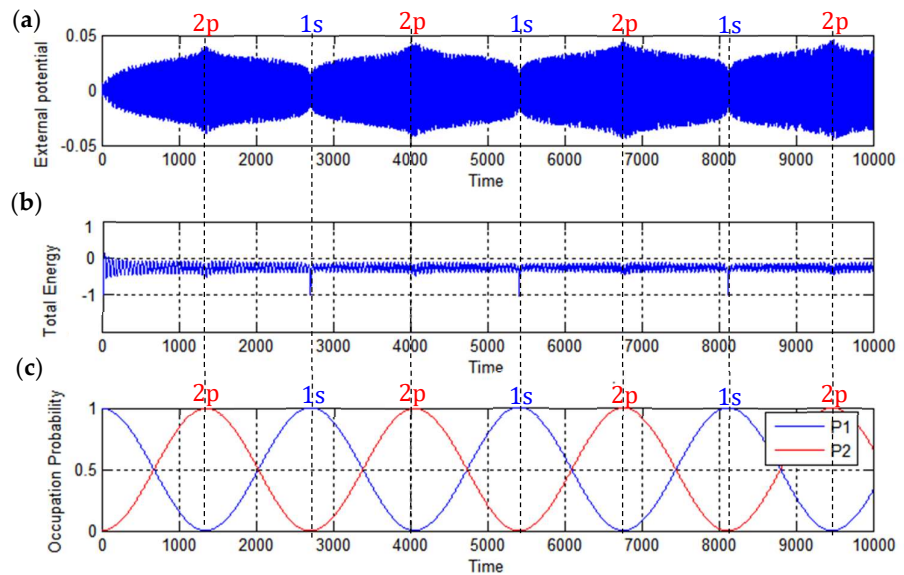 (a)
2p 1s 2p 1s 2p 1s 2p
External potential
0.05
0
-0.05
0 1000 2000 3000 4000 5000 6000 7000 8000 9000 10000
Time
(b)
Total Energy
1
0
-1
0 1000 2000 3000 4000 5000 6000 7000 8000 9000 10000
Time
(c)
2p 1s 2p 1s 2p 1s 2p
Occupation Probability
1
0.5
0
P1
P2
0 1000 2000 3000 4000 5000 6000 7000 8000 9000 10000
Time